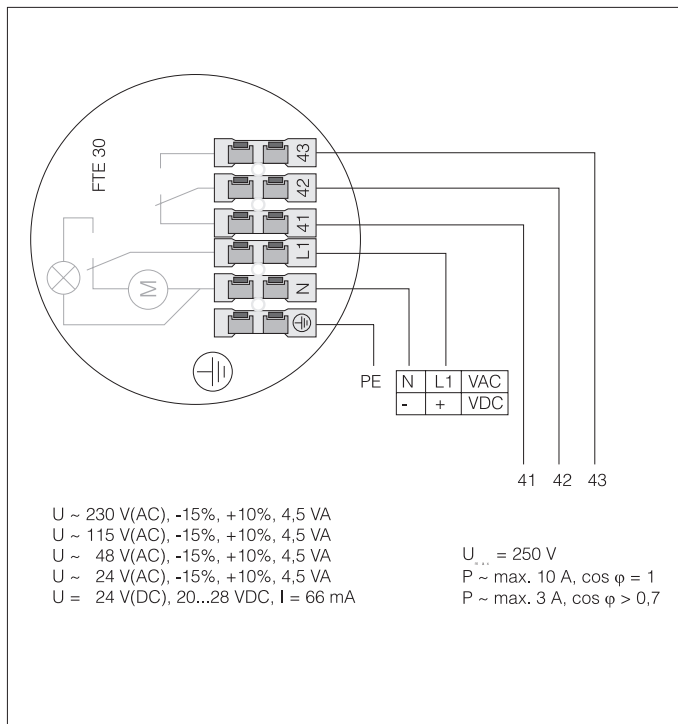 FTE 30
43
42
41
L1
N
M
PE
N L1 VAC
- + VDC
41 42 43
U ~ 230 V(AC), -15%, +10%, 4,5 VA
U ~ 115 V(AC), -15%, +10%, 4,5 VA
U ~ 48 V(AC), -15%, +10%, 4,5 VA
U ~ 24 V(AC), -15%, +10%, 4,5 VA
U = 24 V(DC), 20...28 VDC, I = 66 mA
U = 250 V
P ~ max. 10 A, cos φ = 1
P ~ max. 3 A, cos φ > 0,7